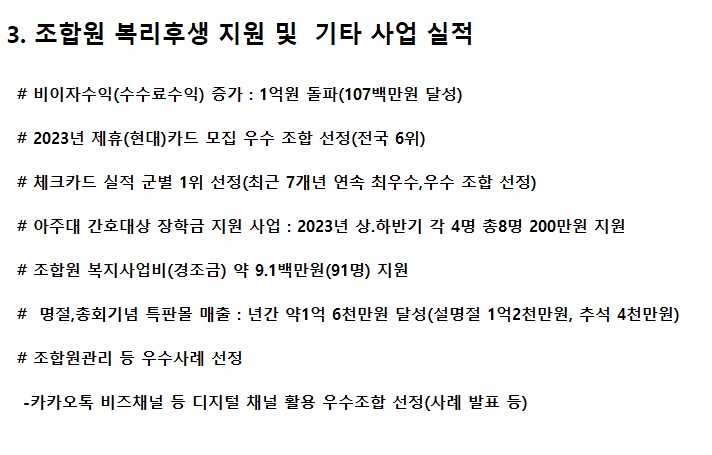 3. 조합원 복리후생 지원 및  기타 사업 실적
# 비이자수익(수수료수익) 증가 : 1억원 돌파(107백만원 달성)
# 2023년 제휴(현대)카드 모집 우수 조합 선정(전국 6위)
# 체크카드 실적 군별 1위 선정(최근 7개년 연속 최우수,우수 조합 선정)
# 아주대 간호대상 장학금 지원 사업 : 2023년 상.하반기 각 4명 총8명 200만원 지원
# 조합원 복지사업비(경조금) 약 9.1백만원(91명) 지원
#  명절,총회기념 특판물 매출 : 년간 약1억 6천만원 달성(설명절 1억2천만원, 추석 4천만원)
# 조합원관리 등 우수사례 선정
-카카오톡 비즈채널 등 디지털 채널 활용 우수조합 선정(사례 발표 등)